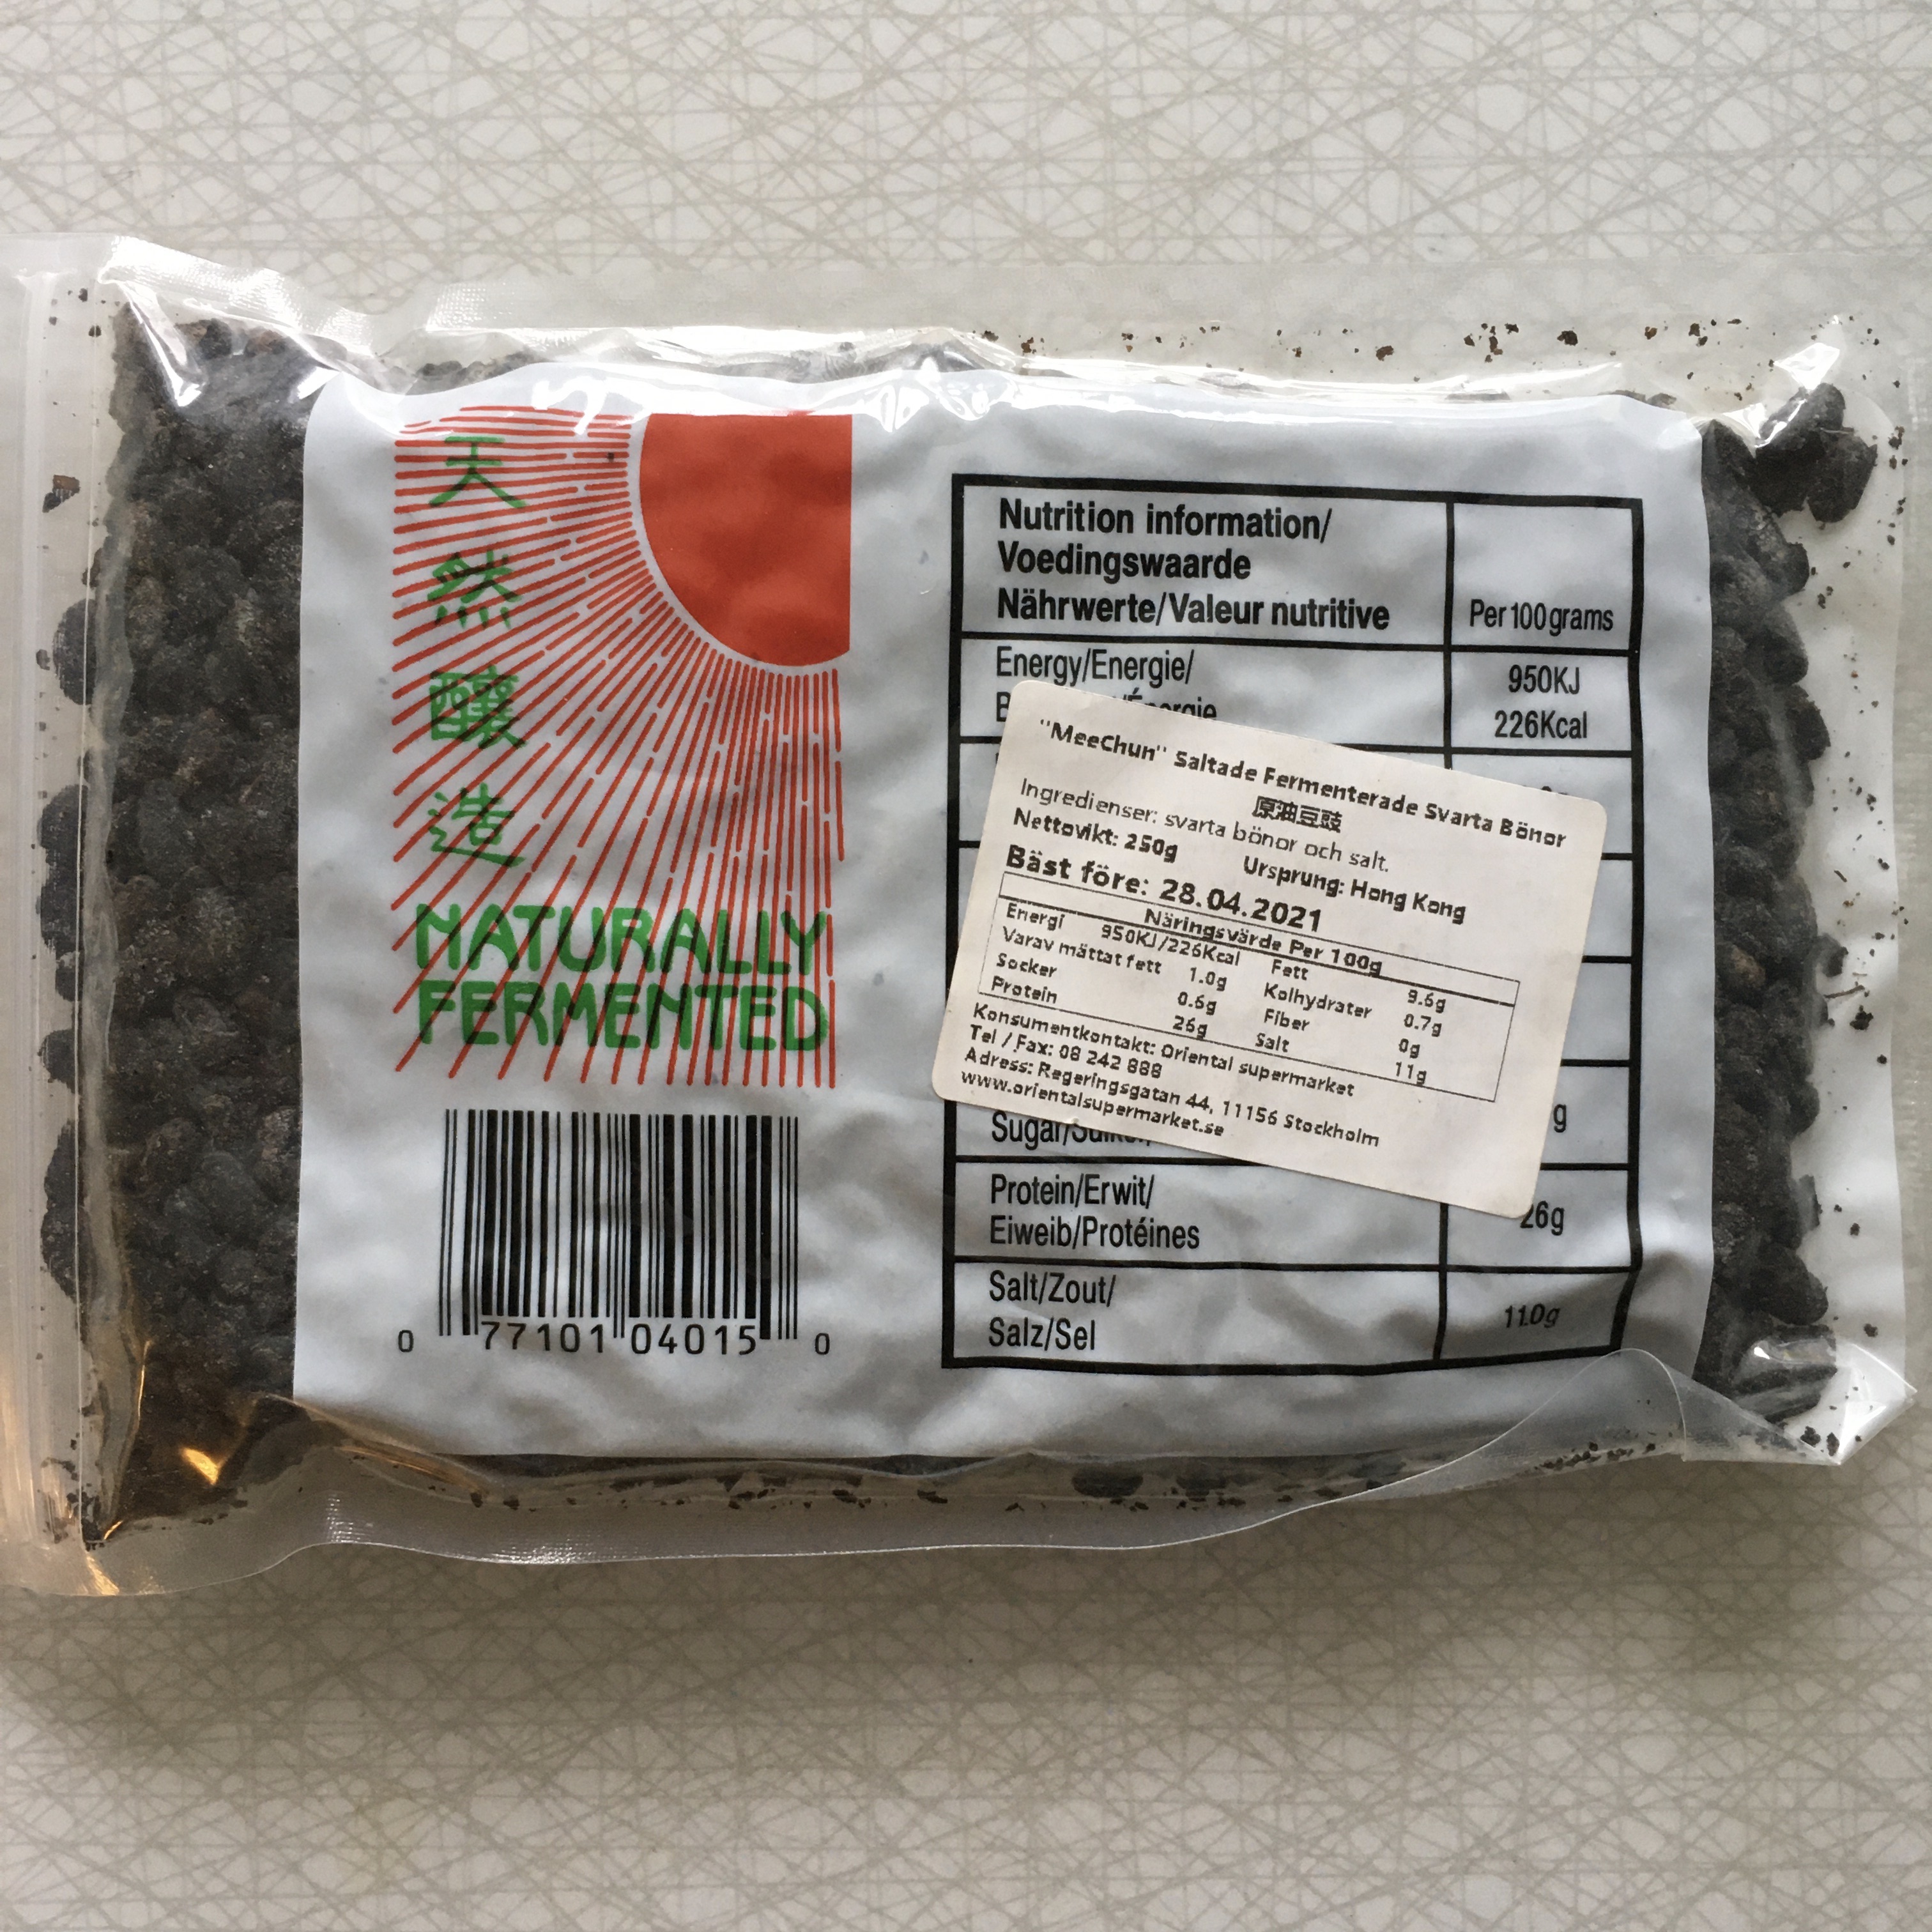 天
然
釀
造
NATURALLY
FERMENTED
0 77101 04015 0
Nutrition information/
Voedingswaarde
Nährwerte/Valeur nutritive
Per 100 grams
Energy/Energie/
950KJ
226Kcal
"MeeChun" Saltade Fermenterade Svarta Bönor
原油豆豉
Ingredienser: svarta bönor och salt.
Nettovikt: 250g Ursprung: Hong Kong
Bäst före: 28.04.2021
Näringsvärde Per 100g
Energi 950KJ/226Kcal Fett 9.6g
Varav mättat fett 1.0g Kolhydrater 0.7g
Socker 0.6g Fiber 0g
Protein 26g Salt 11g
Konsumentkontakt: Oriental supermarket
Tel / Fax: 08 242 888
Adress: Regeringsgatan 44, 11156 Stockholm
www.orientalsupermarket.se
g
Protein/Erwit/
Eiweib/Protéines
26g
Salt/Zout/
Salz/Sel
11.0g